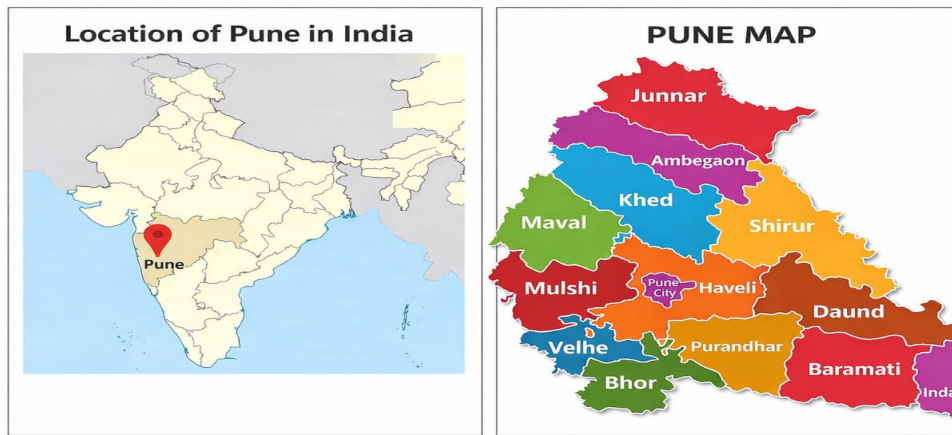 Location of Pune in India
Pune
PUNE MAP
Junnar
Ambegaon
Khed
Maval
Shirur
Mulshi
Pune
City
Haveli
Daund
Velhe
Purandhar
Bhor
Baramati
Inda